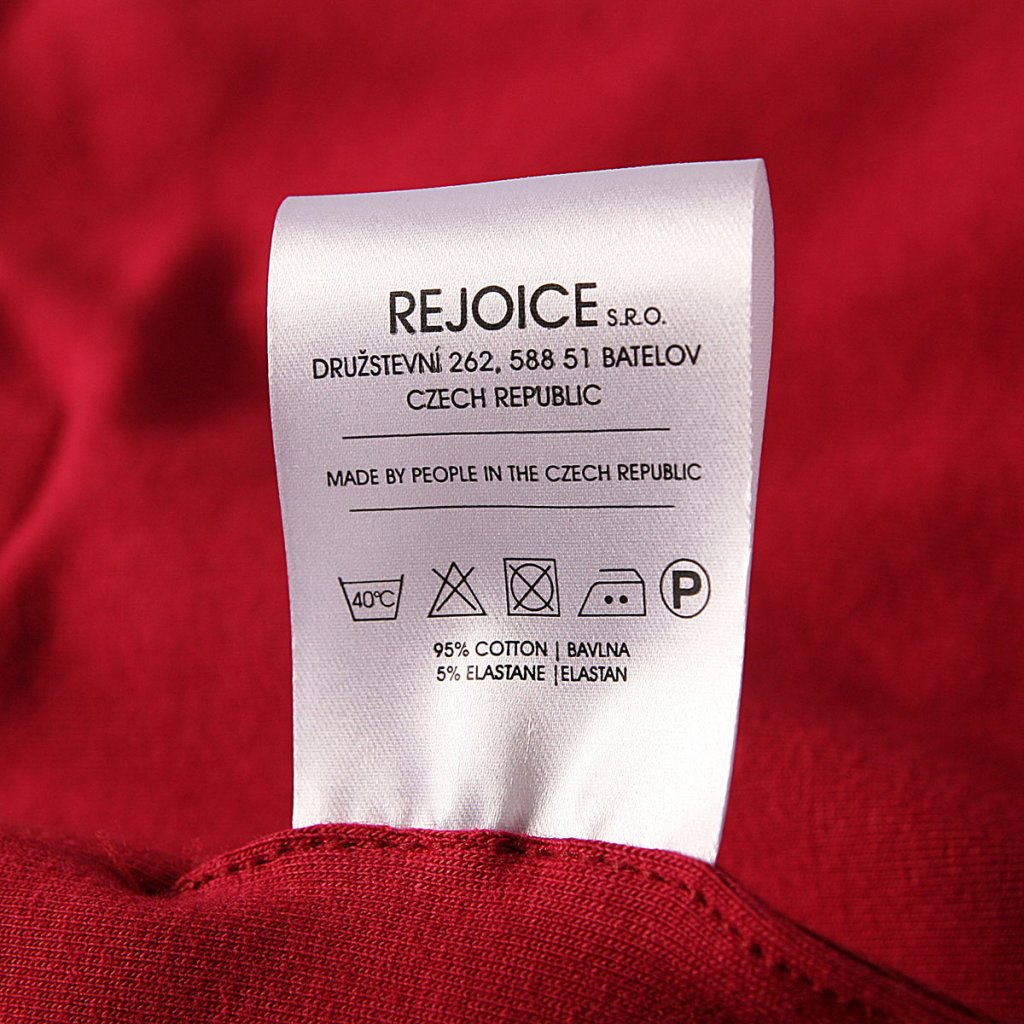 REJOICE S.R.O.
DRUŽSTEVNÍ 262, 588 51 BATELOV
CZECH REPUBLIC
MADE BY PEOPLE IN THE CZECH REPUBLIC
40°C P
95% COTTON | BAVLNA
5% ELASTANE | ELASTAN